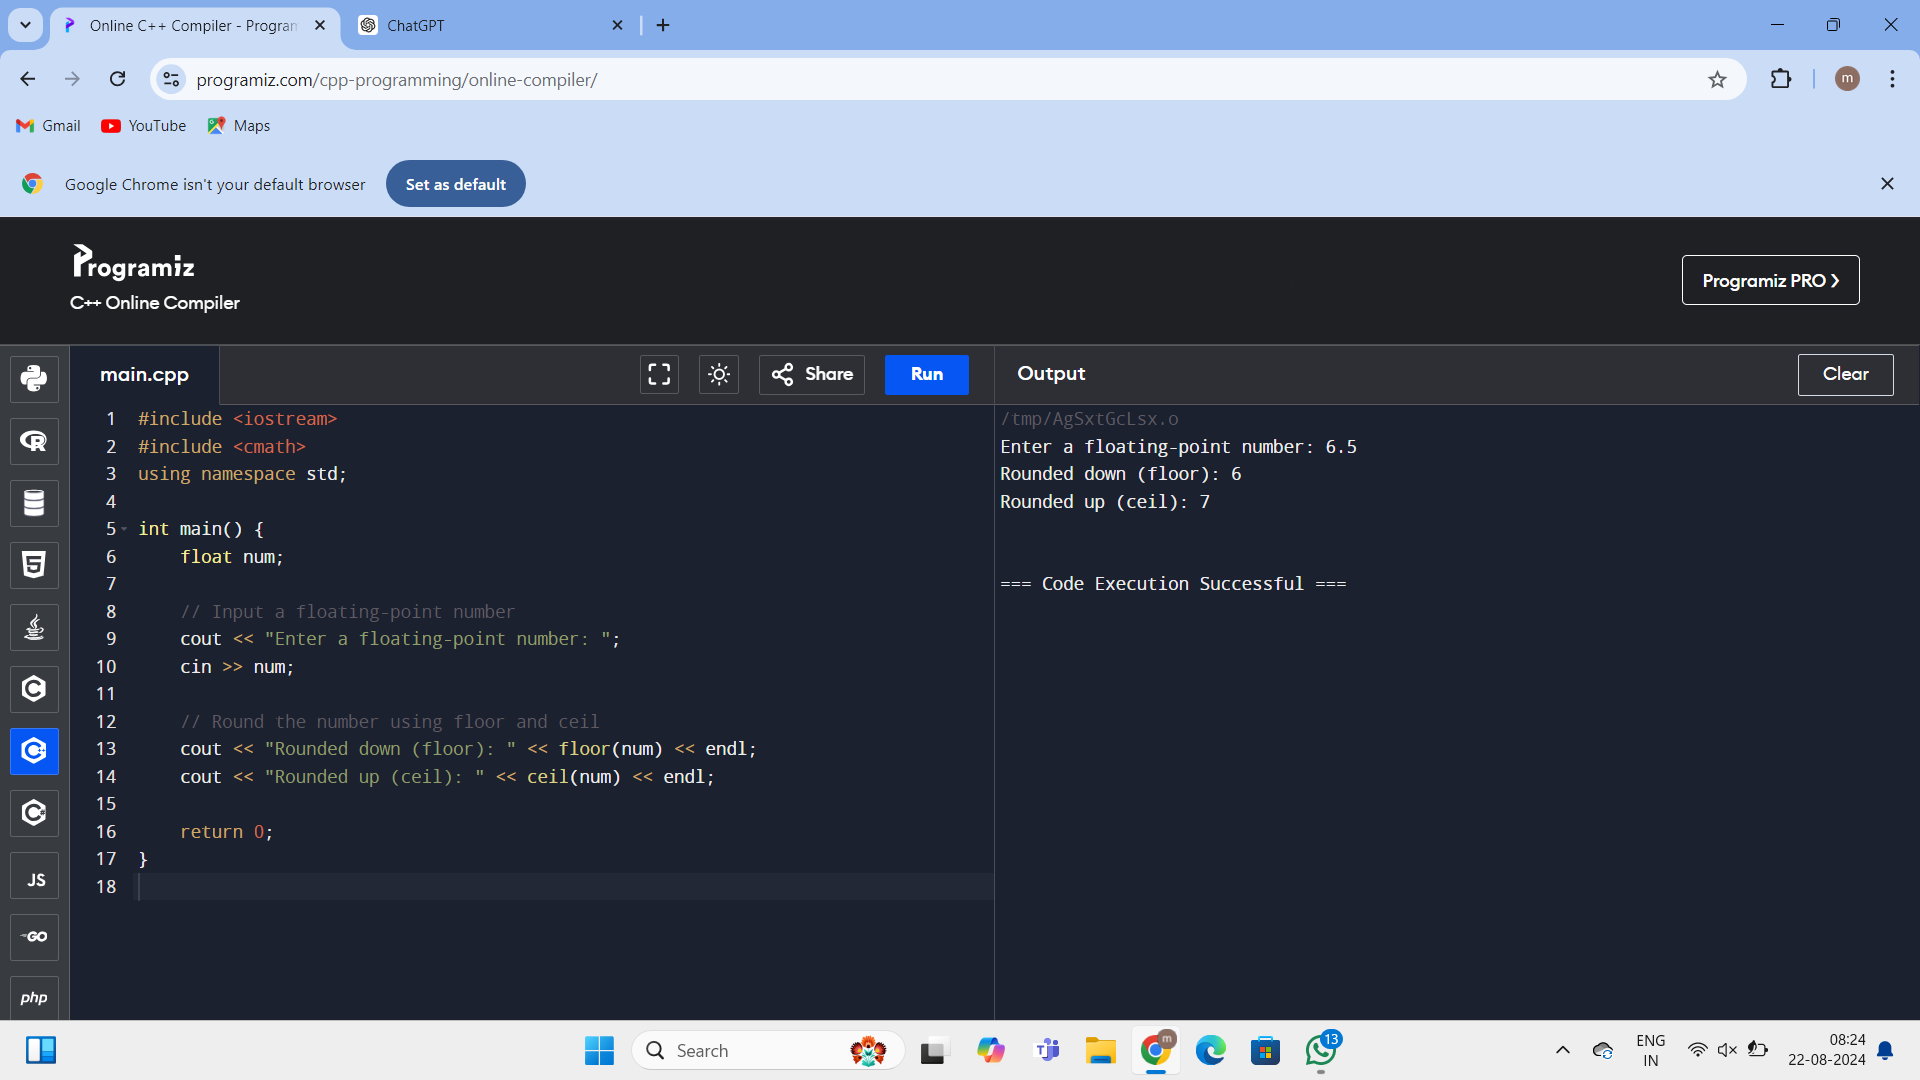 Online C++ Compiler - Program
ChatGPT
programiz.com/cpp-programming/online-compiler/
m
Gmail
YouTube
Maps
Google Chrome isn't your default browser
Set as default
Programiz
C++ Online Compiler
Programiz PRO ❯
main.cpp
Share
Run
Output
Clear
1 #include <iostream>
2 #include <cmath>
3 using namespace std;
4
5 int main() {
6     float num;
7
8     // Input a floating-point number
9     cout << "Enter a floating-point number: ";
10     cin >> num;
11
12     // Round the number using floor and ceil
13     cout << "Rounded down (floor): " << floor(num) << endl;
14     cout << "Rounded up (ceil): " << ceil(num) << endl;
15
16     return 0;
17 }
18
/tmp/AgSxtGcLsx.o
Enter a floating-point number: 6.5
Rounded down (floor): 6
Rounded up (ceil): 7
=== Code Execution Successful ===
R
5
C
C+
C#
JS
GO
php
Search
m
13
ENG
IN
08:24
22-08-2024